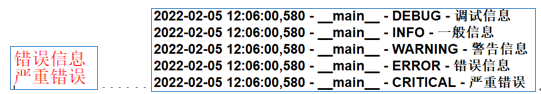 错误信息
严重错误
2022-02-05 12:06:00,580 - __main__ - DEBUG - 调试信息
2022-02-05 12:06:00,580 - __main__ - INFO - 一般信息
2022-02-05 12:06:00,580 - __main__ - WARNING - 警告信息
2022-02-05 12:06:00,580 - __main__ - ERROR - 错误信息
2022-02-05 12:06:00,580 - __main__ - CRITICAL - 严重错误